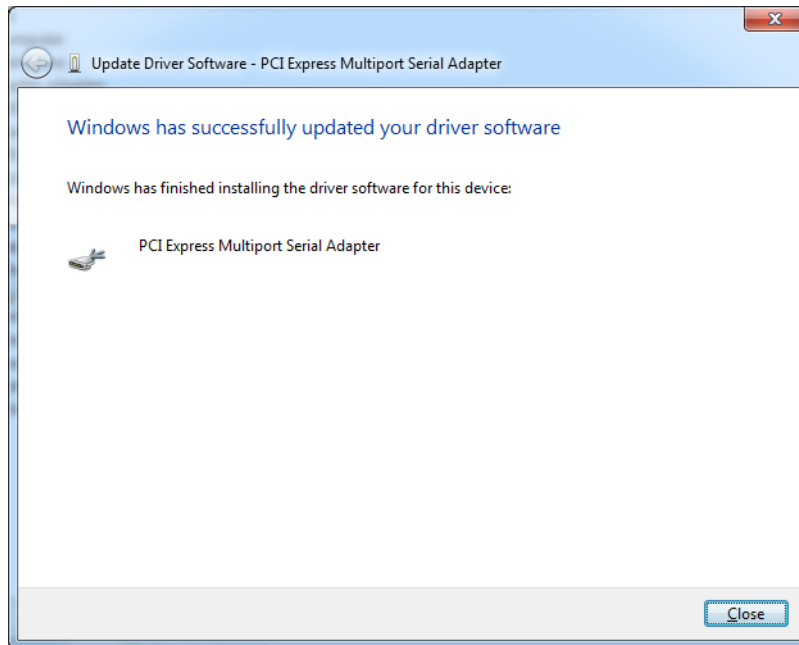 Update Driver Software - PCI Express Multiport Serial Adapter
Windows has successfully updated your driver software
Windows has finished installing the driver software for this device:
PCI Express Multiport Serial Adapter
Close